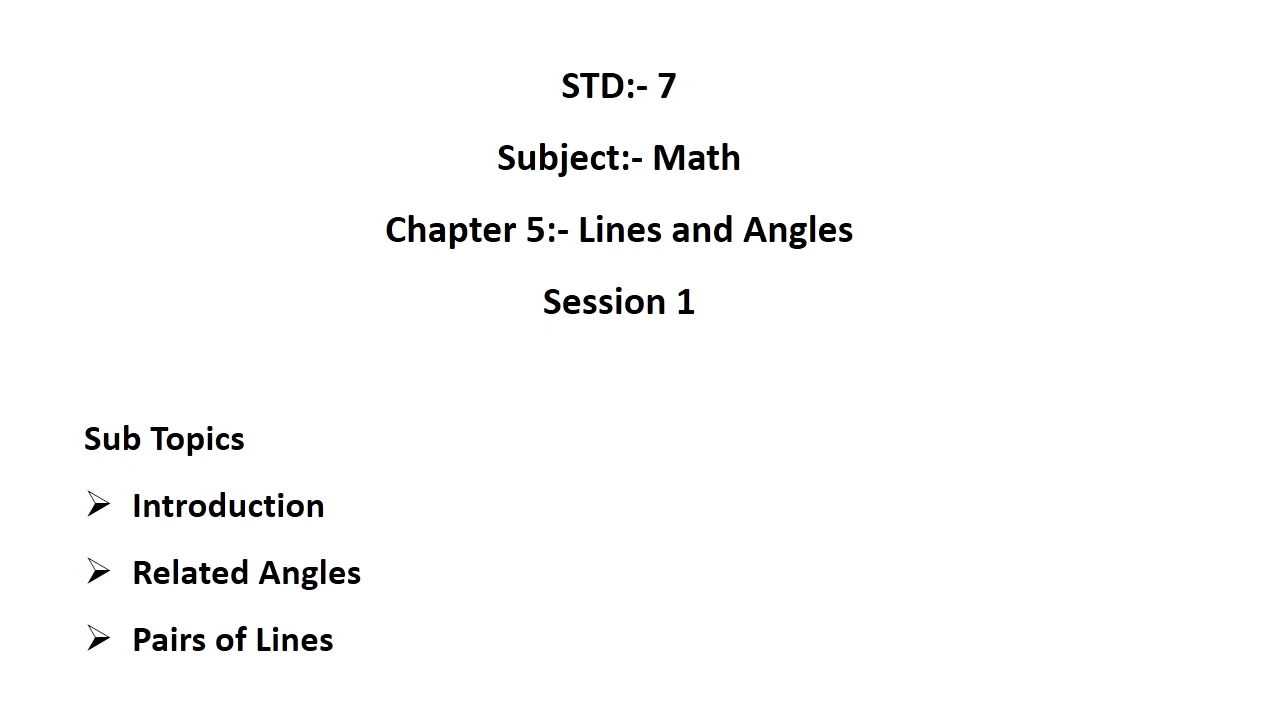 STD:- 7
Subject:- Math
Chapter 5:- Lines and Angles
Session 1
Sub Topics
➢ Introduction
➢ Related Angles
➢ Pairs of Lines